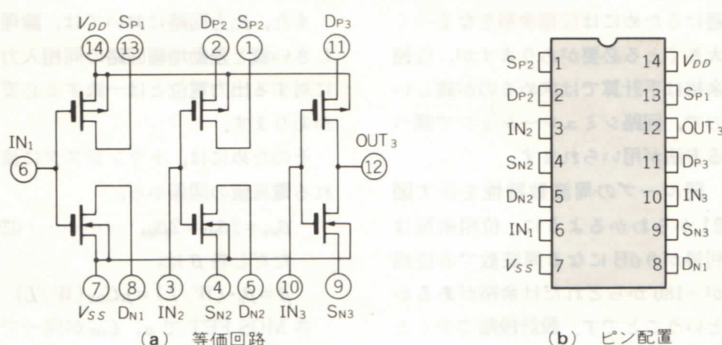 VDD SP1 DP2 SP2 DP3
14 13 2 1 11
IN1
6
OUT3
12
7 8 3 4 5 10 9
VSS DN1 IN2 SN2 DN2 IN3 SN3
(a) 等価回路
SP2 1 14 VDD
DP2 2 13 SP1
IN2 3 12 OUT3
SN2 4 11 DP3
DN2 5 10 IN3
IN1 6 9 SN3
VSS 7 8 DN1
(b) ピン配置